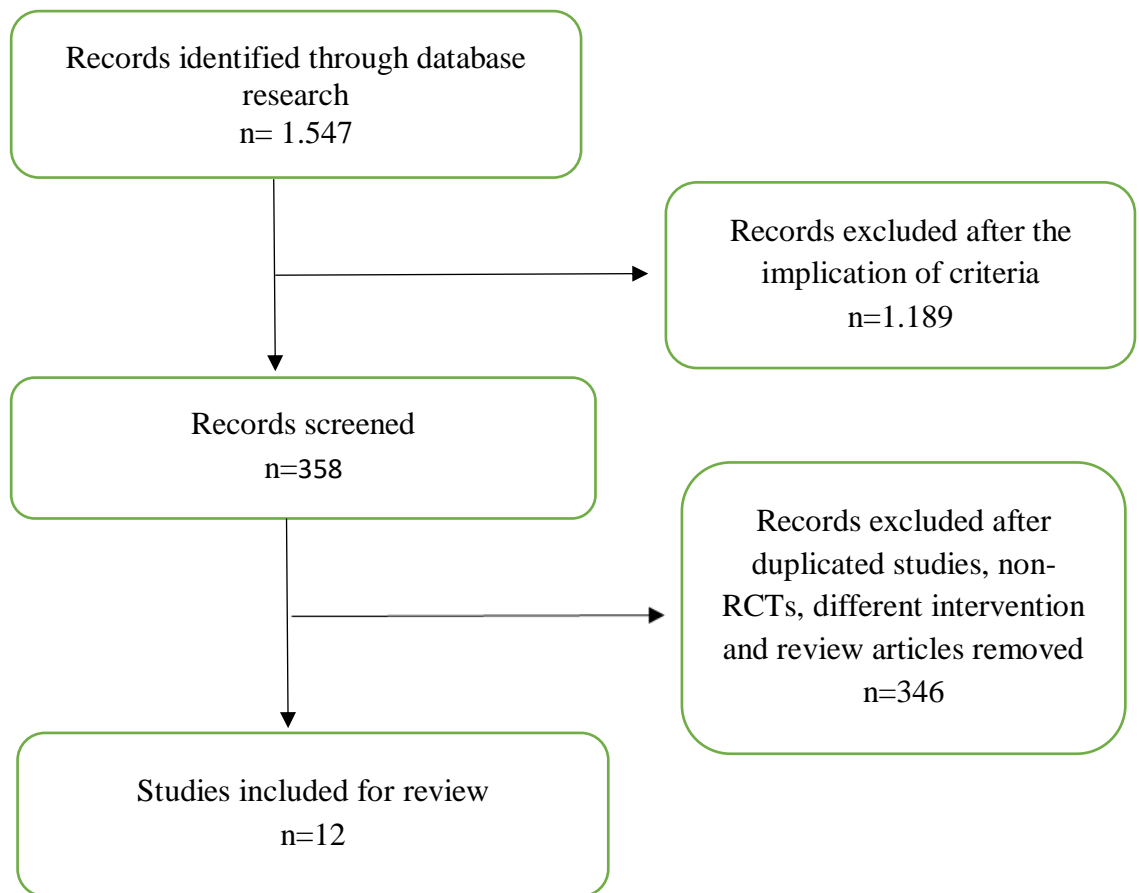 Records identified through database
research
n= 1.547
Records excluded after the
implication of criteria
n=1.189
Records screened
n=358
Records excluded after
duplicated studies, non-
RCTs, different intervention
and review articles removed
n=346
Studies included for review
n=12